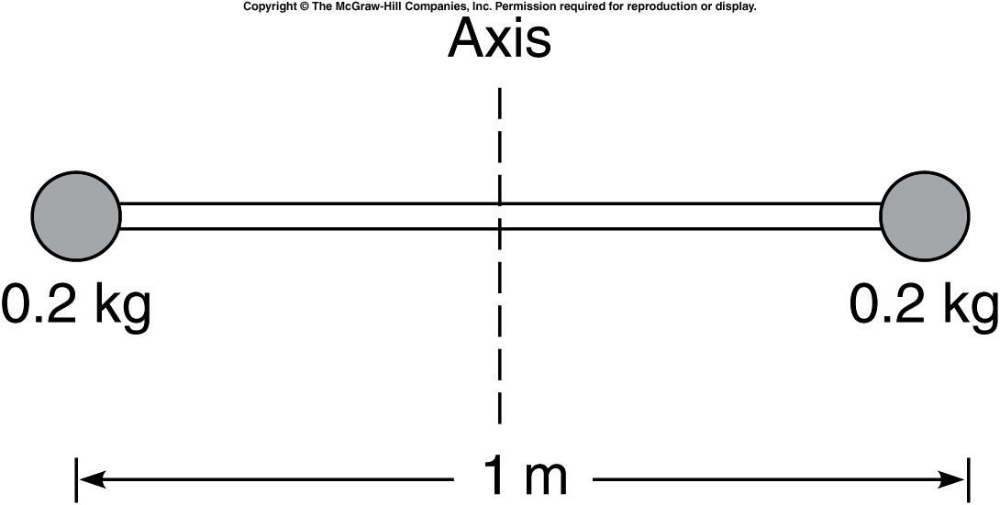 Copyright © The McGraw-Hill Companies, Inc. Permission required for reproduction or display.
Axis
0.2 kg
0.2 kg
1 m